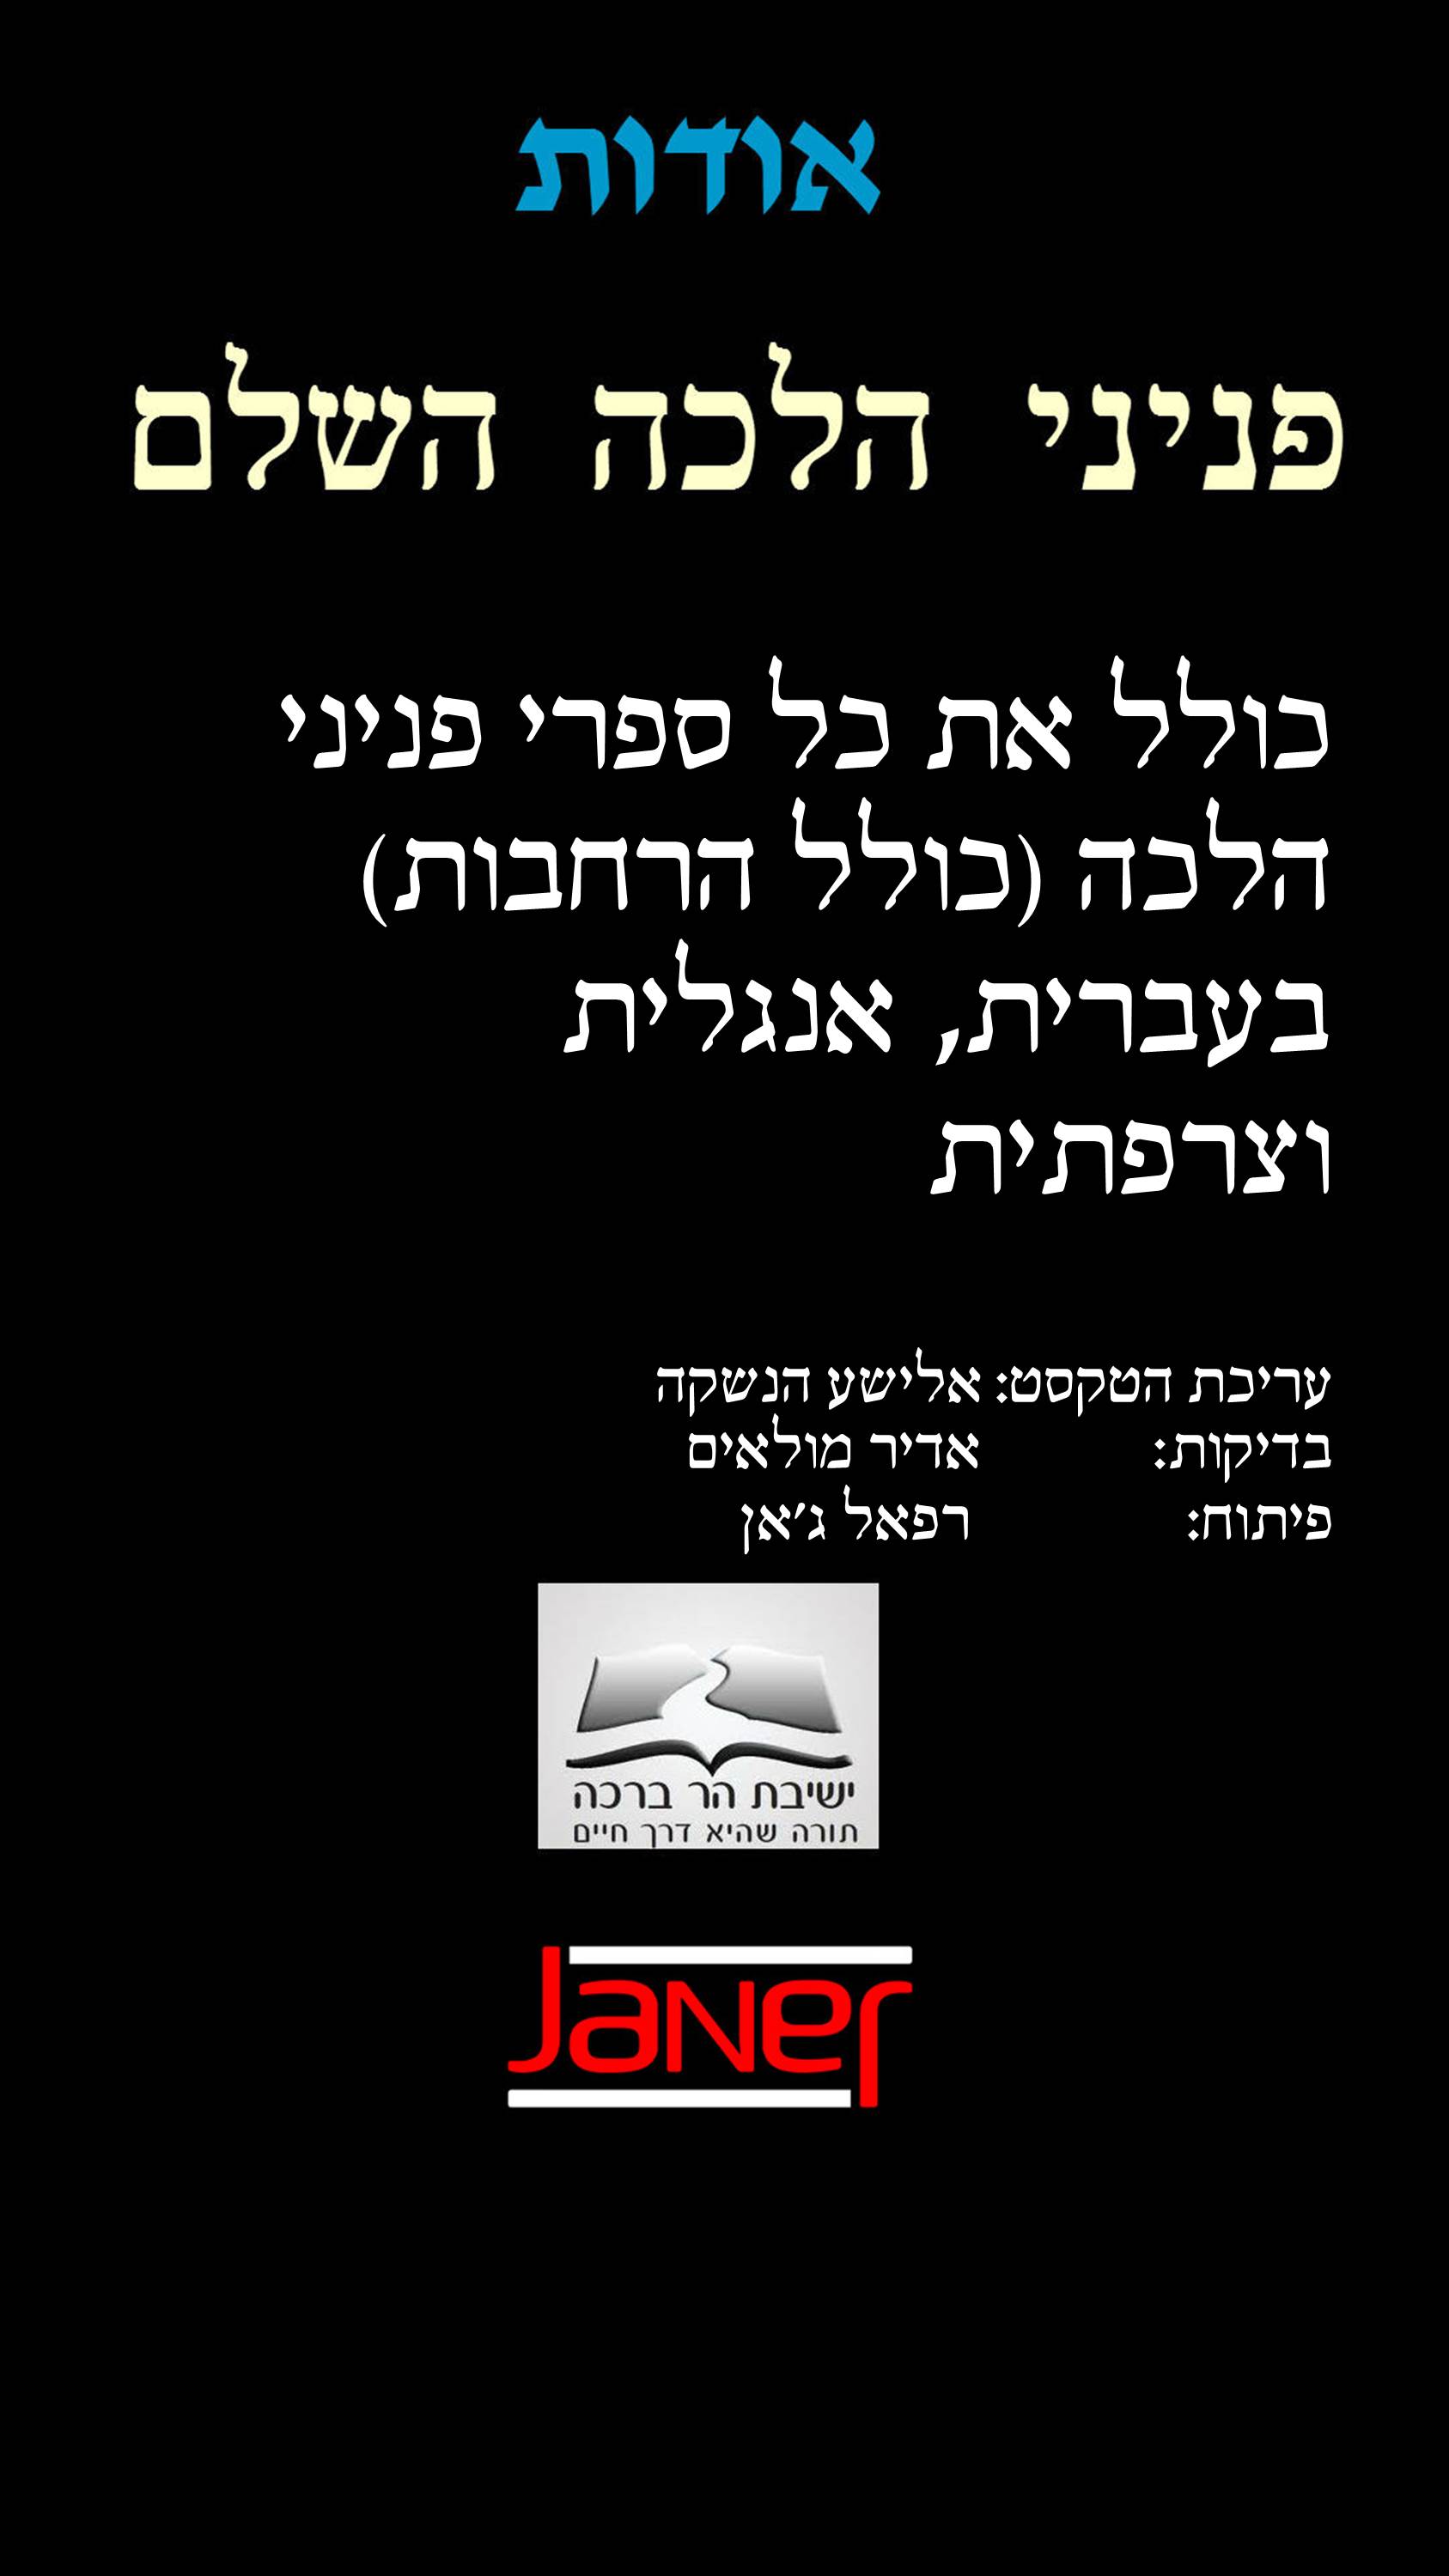 אודות
פניני הלכה השלם
כולל את כל ספרי פניני
הלכה (כולל הרחבות)
בעברית, אנגלית
וצרפתית
עריכת הטקסט: אלישע הנשקה
בדיקות: אדיר מולאים
פיתוח: רפאל ג'אן
ישיבת הר ברכה
תורה שהיא דרך חיים
Janer